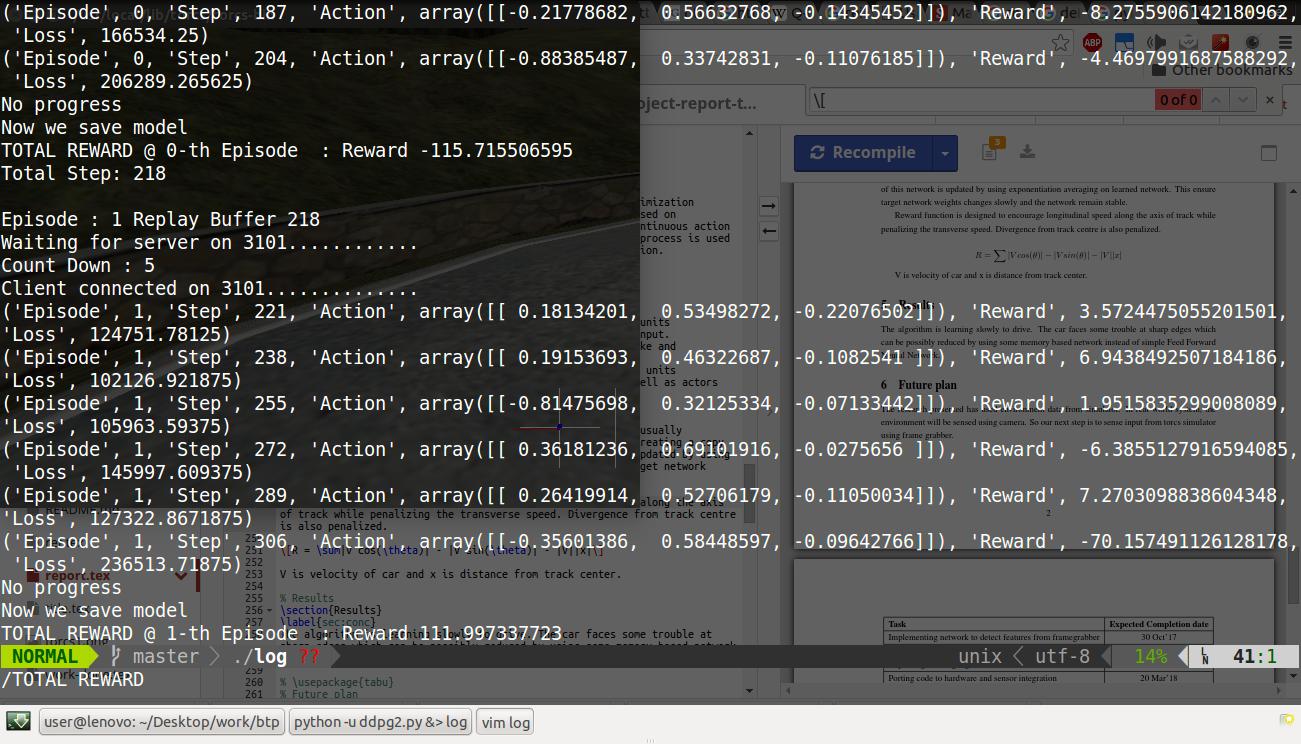 ('Episode', 0, 'Step', 187, 'Action', array([[-0.21778682, 0.56632768, -0.14345452]]), 'Reward', -8.2755906142180962,
'Loss', 166534.25)
('Episode', 0, 'Step', 204, 'Action', array([[-0.88385487, 0.33742831, -0.11076185]]), 'Reward', -4.4697991687588292,
'Loss', 206289.265625)
No progress
Now we save model
TOTAL REWARD @ 0-th Episode : Reward -115.715506595
Total Step: 218
Episode : 1 Replay Buffer 218
Waiting for server on 3101............
Count Down : 5
Client connected on 3101..............
('Episode', 1, 'Step', 221, 'Action', array([[ 0.18134201, 0.53498272, -0.22076502]]), 'Reward', 3.5724475055201501,
'Loss', 124751.78125)
('Episode', 1, 'Step', 238, 'Action', array([[ 0.19153693, 0.46322687, -0.1082541 ]]), 'Reward', 6.9438492507184186,
'Loss', 102126.921875)
('Episode', 1, 'Step', 255, 'Action', array([[-0.81475698, 0.32125334, -0.07133442]]), 'Reward', 1.9515835299008089,
'Loss', 105963.59375)
('Episode', 1, 'Step', 272, 'Action', array([[ 0.36181236, 0.69101916, -0.0275656 ]]), 'Reward', -6.3855127916594085,
'Loss', 145997.609375)
('Episode', 1, 'Step', 289, 'Action', array([[ 0.26419914, 0.52706179, -0.11050034]]), 'Reward', 7.2703098838604348,
'Loss', 127322.8671875)
('Episode', 1, 'Step', 306, 'Action', array([[-0.35601386, 0.58448597, -0.09642766]]), 'Reward', -70.157491126128178,
'Loss', 236513.71875)
No progress
Now we save model
TOTAL REWARD @ 1-th Episode : Reward 111.997337723
NORMAL master ./log ?? unix utf-8 14% LN 41:1
/TOTAL REWARD
user@lenovo: ~/Desktop/work/btp
python -u ddpg2.py &> log
vim log
ABP
Other bookmarks
oject-report-t...
\[
0 of 0
Recompile
3
of this network is updated by using exponentiation averaging on learned network. This ensure
target network weights changes slowly and the network remain stable.
Reward function is designed to encourage longitudinal speed along the axis of track while
penalizing the transverse speed. Divergence from track centre is also penalized.
R = ∑ |V cos(θ)| − |V sin(θ)| − |V||x|
V is velocity of car and x is distance from track center.
The algorithm is learning slowly to drive. The car faces some trouble at sharp edges which
can be possibly reduced by using some memory based network instead of simple Feed Forward
6 Future plan
environment will be sensed using camera. So our next step is to sense input from torcs simulator
using frame grabber.
2
Task Expected Completion date
Implementing network to detect features from framegrabber 30 Oct'17
Porting code to hardware and sensor integration 20 Mar'18
of track while penalizing the transverse speed. Divergence from track centre
is also penalized.
251
253 V is velocity of car and x is distance from track center.
254
255 % Results
256 \section{Results}
257 \label{sec:conc}
259
260 % \usepackage{tabu}
261 % Future plan
report.tex